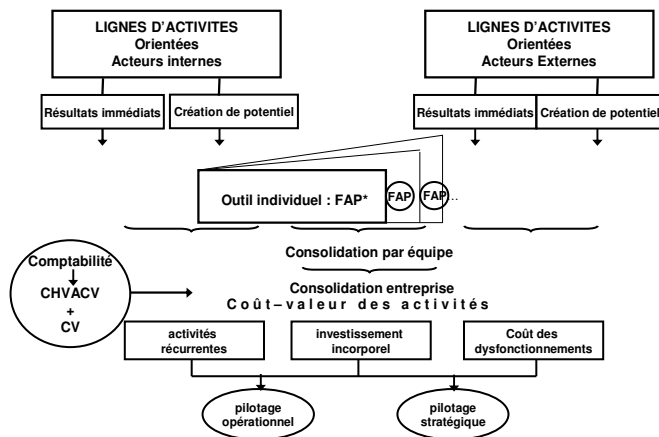 LIGNES D'ACTIVITES
Orientées
Acteurs internes
LIGNES D'ACTIVITES
Orientées
Acteurs Externes
Résultats immédiats
Création de potentiel
Résultats immédiats
Création de potentiel
Outil individuel : FAP*
FAP
FAP...
Consolidation par équipe
Comptabilité
CHVACV
+
CV
Consolidation entreprise
Coût–valeur des activités
activités
récurrentes
investissement
incorporel
Coût des
dysfonctionnements
pilotage
opérationnel
pilotage
stratégique